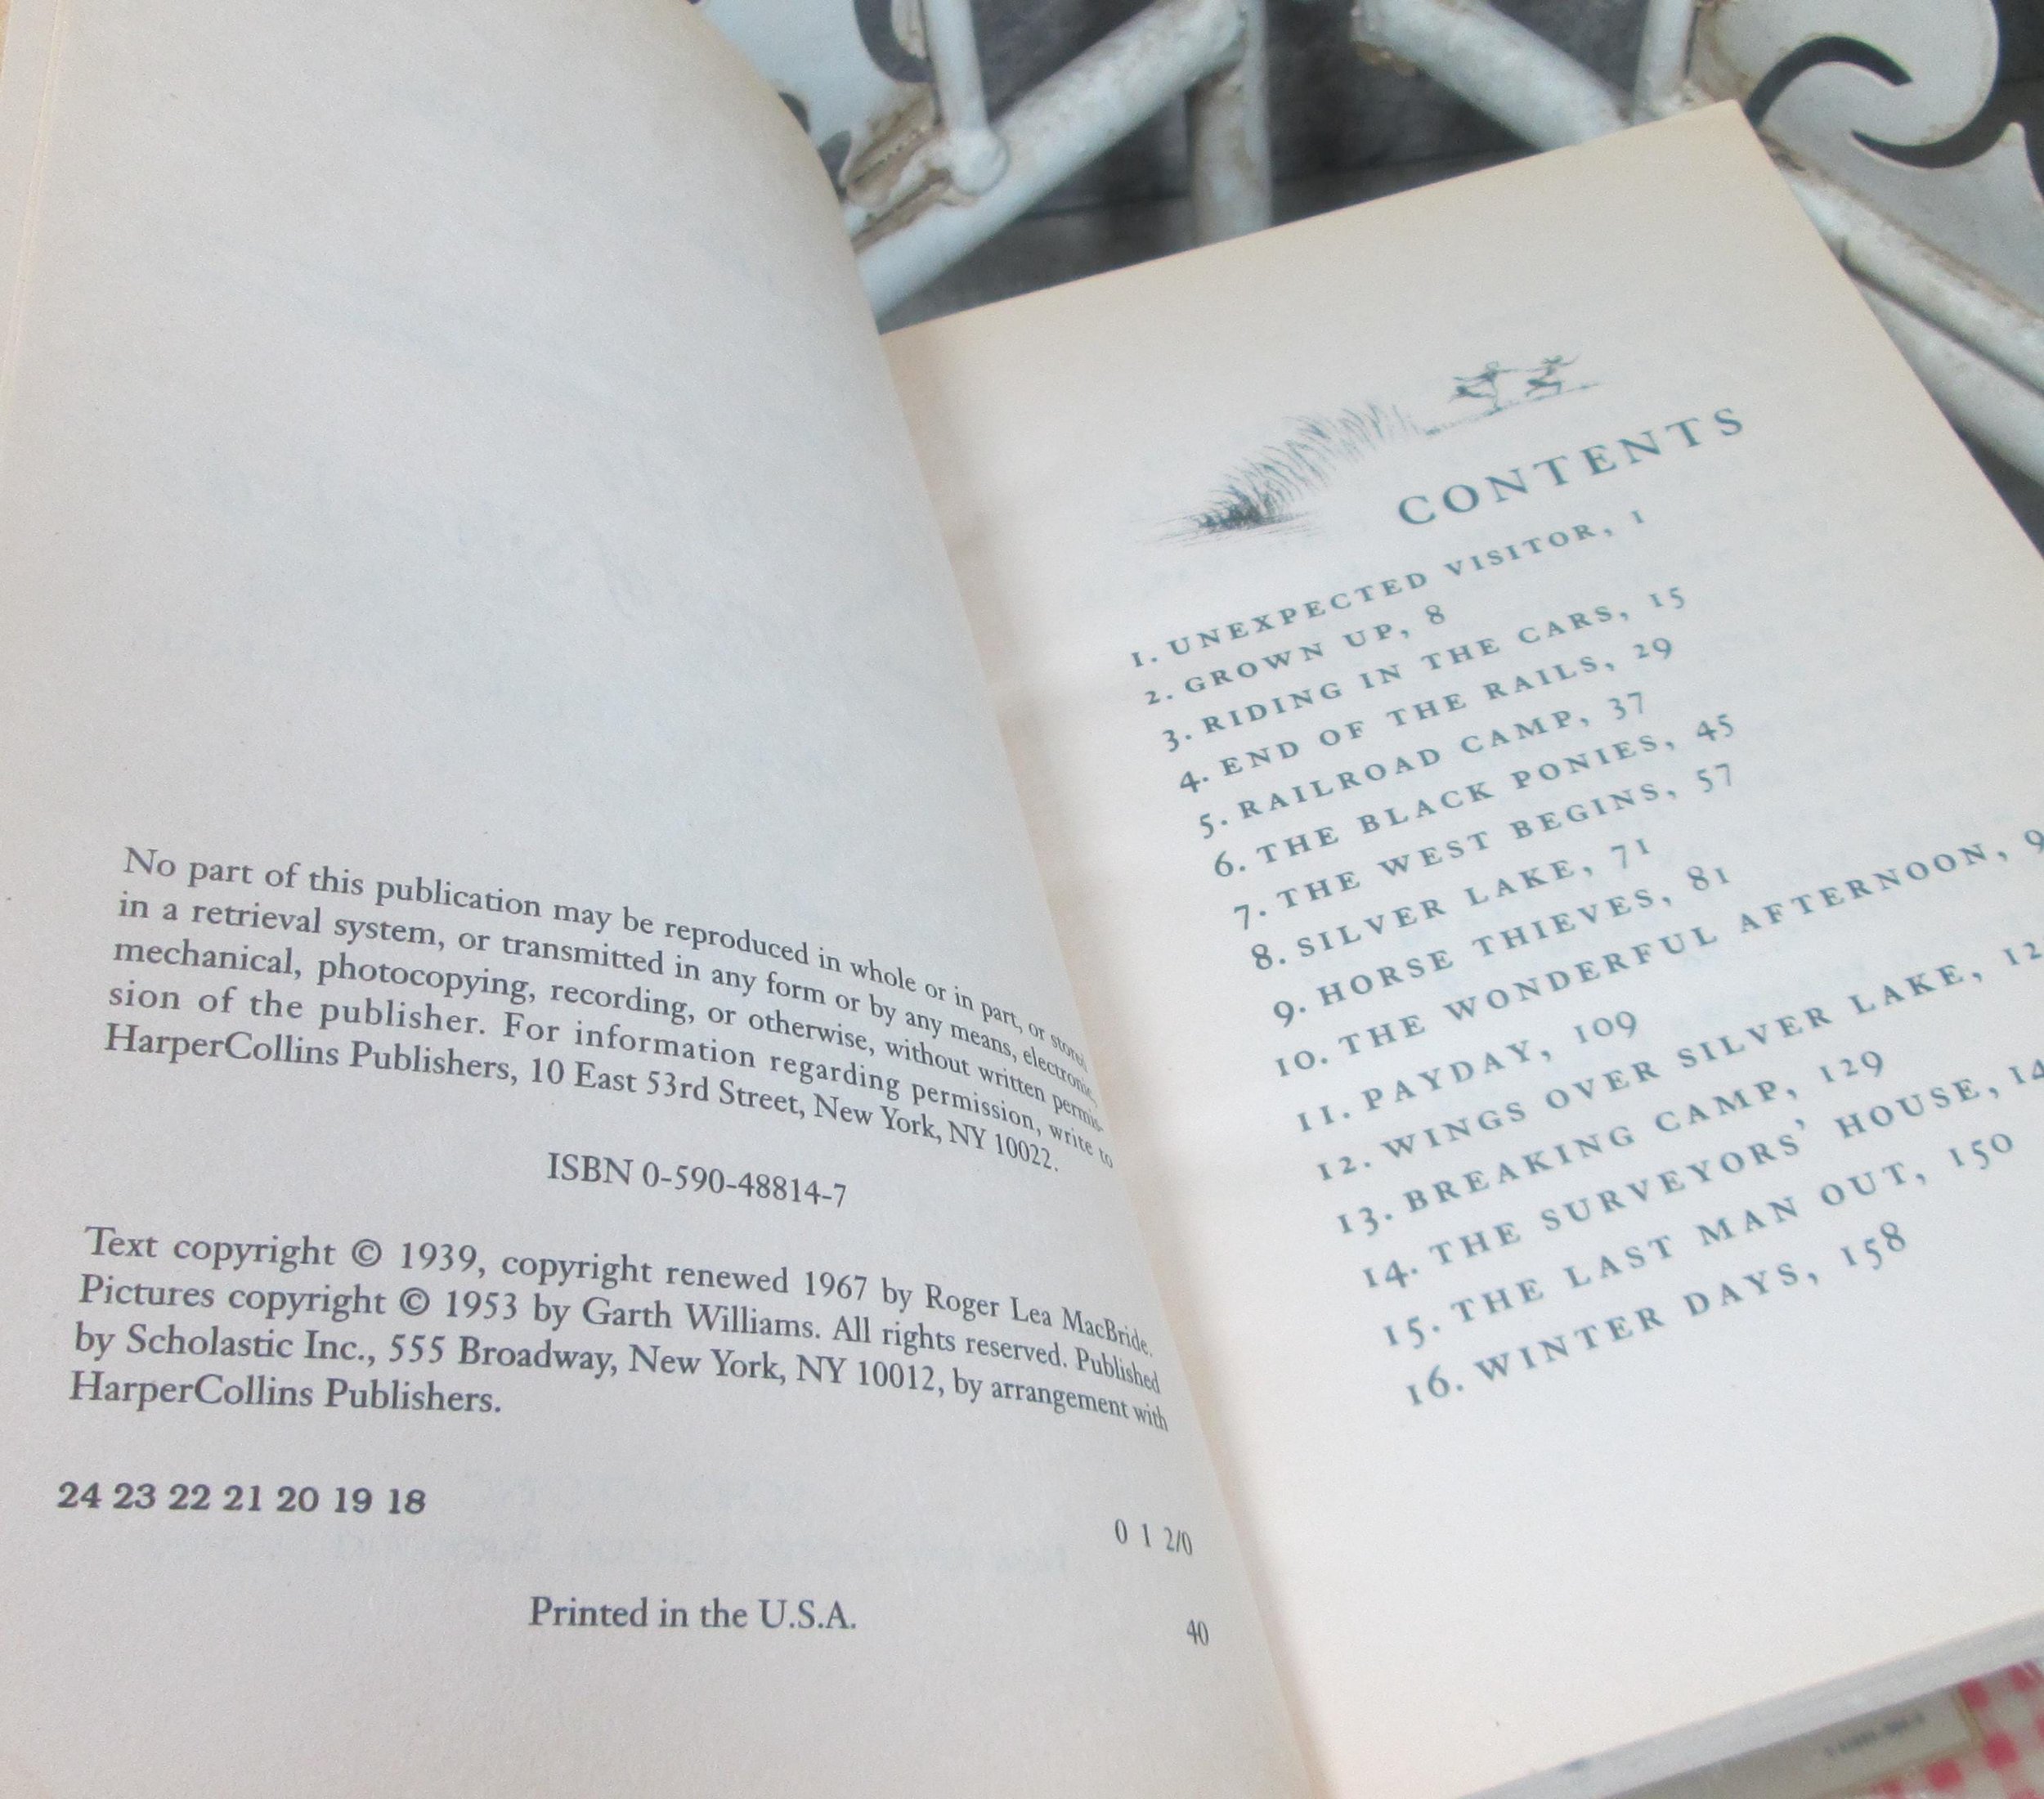 No part of this publication may be reproduced in whole or in part, or stored
in a retrieval system, or transmitted in any form or by any means, electronic,
mechanical, photocopying, recording, or otherwise, without written permis-
sion of the publisher. For information regarding permission, write to
HarperCollins Publishers, 10 East 53rd Street, New York, NY 10022.
ISBN 0-590-48814-7
Text copyright © 1939, copyright renewed 1967 by Roger Lea MacBride.
Pictures copyright © 1953 by Garth Williams. All rights reserved. Published
by Scholastic Inc., 555 Broadway, New York, NY 10012, by arrangement with
HarperCollins Publishers.
24 23 22 21 20 19 18
0 1 2/0
Printed in the U.S.A.
40
CONTENTS
1. UNEXPECTED VISITOR, 1
2. GROWN UP, 8
3. RIDING IN THE CARS, 15
4. END OF THE RAILS, 29
5. RAILROAD CAMP, 37
6. THE BLACK PONIES, 45
7. THE WEST BEGINS, 57
8. SILVER LAKE, 71
9. HORSE THIEVES, 81
10. THE WONDERFUL AFTERNOON, 9
11. PAYDAY, 109
12. WINGS OVER SILVER LAKE, 12
13. BREAKING CAMP, 129
14. THE SURVEYORS' HOUSE, 14
15. THE LAST MAN OUT, 150
16. WINTER DAYS, 158